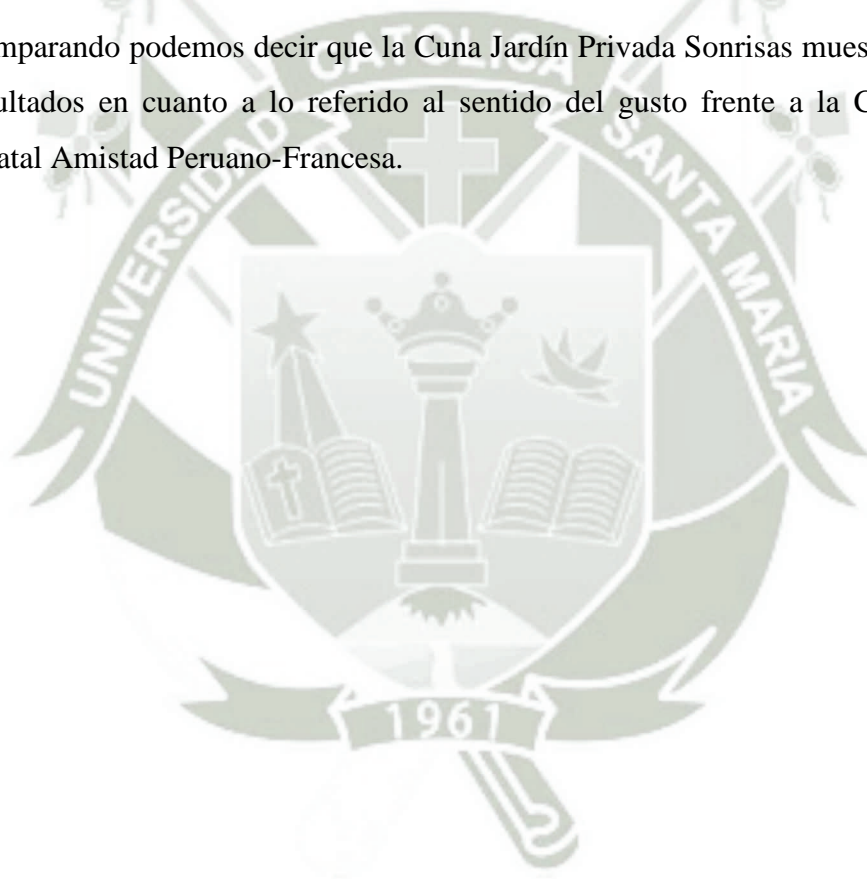 mparando podemos decir que la Cuna Jardín Privada Sonrisas mues
ultados en cuanto a lo referido al sentido del gusto frente a la C
atal Amistad Peruano-Francesa.
UNIVERSIDAD CATOLICA SANTA MARIA
1961